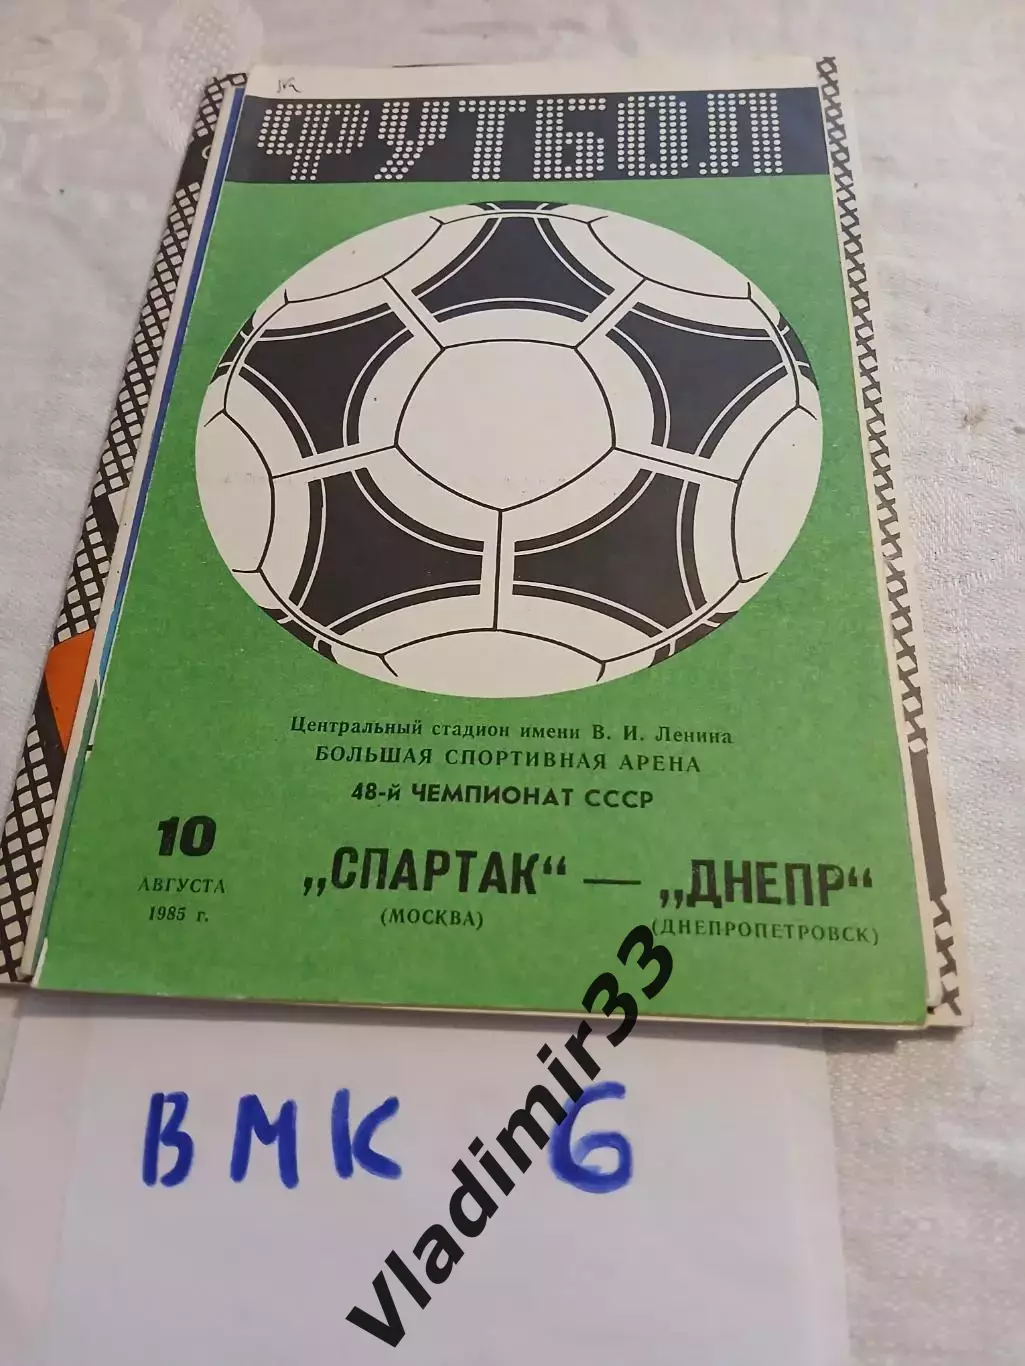 ФУТБОЛ
Центральный стадион имени В. И. Ленина
БОЛЬШАЯ СПОРТИВНАЯ АРЕНА
48-й ЧЕМПИОНАТ СССР
10
АВГУСТА
1985 г.
„СПАРТАК“ — „ДНЕПР“
(МОСКВА) (ДНЕПРОПЕТРОВСК)
ВМК 6
Vladimir33